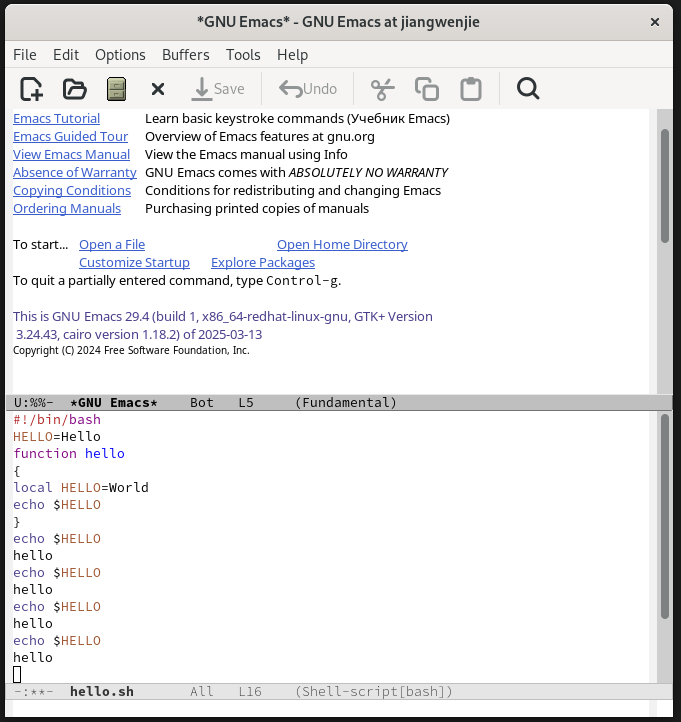 *GNU Emacs* - GNU Emacs at jiangwenjie
File Edit Options Buffers Tools Help
Save Undo
Emacs Tutorial Learn basic keystroke commands (Учебник Emacs)
Emacs Guided Tour Overview of Emacs features at gnu.org
View Emacs Manual View the Emacs manual using Info
Absence of Warranty GNU Emacs comes with ABSOLUTELY NO WARRANTY
Copying Conditions Conditions for redistributing and changing Emacs
Ordering Manuals Purchasing printed copies of manuals
To start... Open a File Open Home Directory
Customize Startup Explore Packages
To quit a partially entered command, type Control-g.
This is GNU Emacs 29.4 (build 1, x86_64-redhat-linux-gnu, GTK+ Version
3.24.43, cairo version 1.18.2) of 2025-03-13
Copyright (C) 2024 Free Software Foundation, Inc.
U:%%- *GNU Emacs* Bot L5 (Fundamental)
#!/bin/bash
HELLO=Hello
function hello
{
local HELLO=World
echo $HELLO
}
echo $HELLO
hello
echo $HELLO
hello
echo $HELLO
hello
echo $HELLO
hello
-:**- hello.sh All L16 (Shell-script[bash])